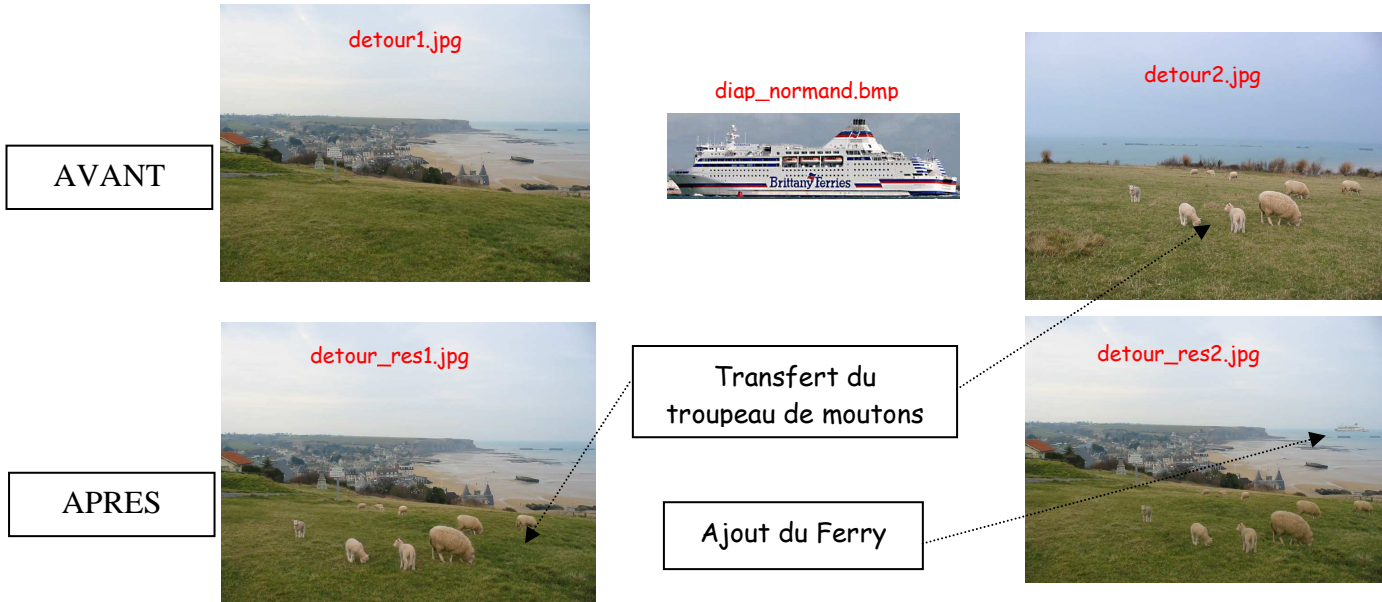 detour1.jpg
diap_normand.bmp
detour2.jpg
AVANT
Brittany Ferries
detour_res1.jpg
Transfert du
troupeau de moutons
detour_res2.jpg
APRES
Ajout du Ferry